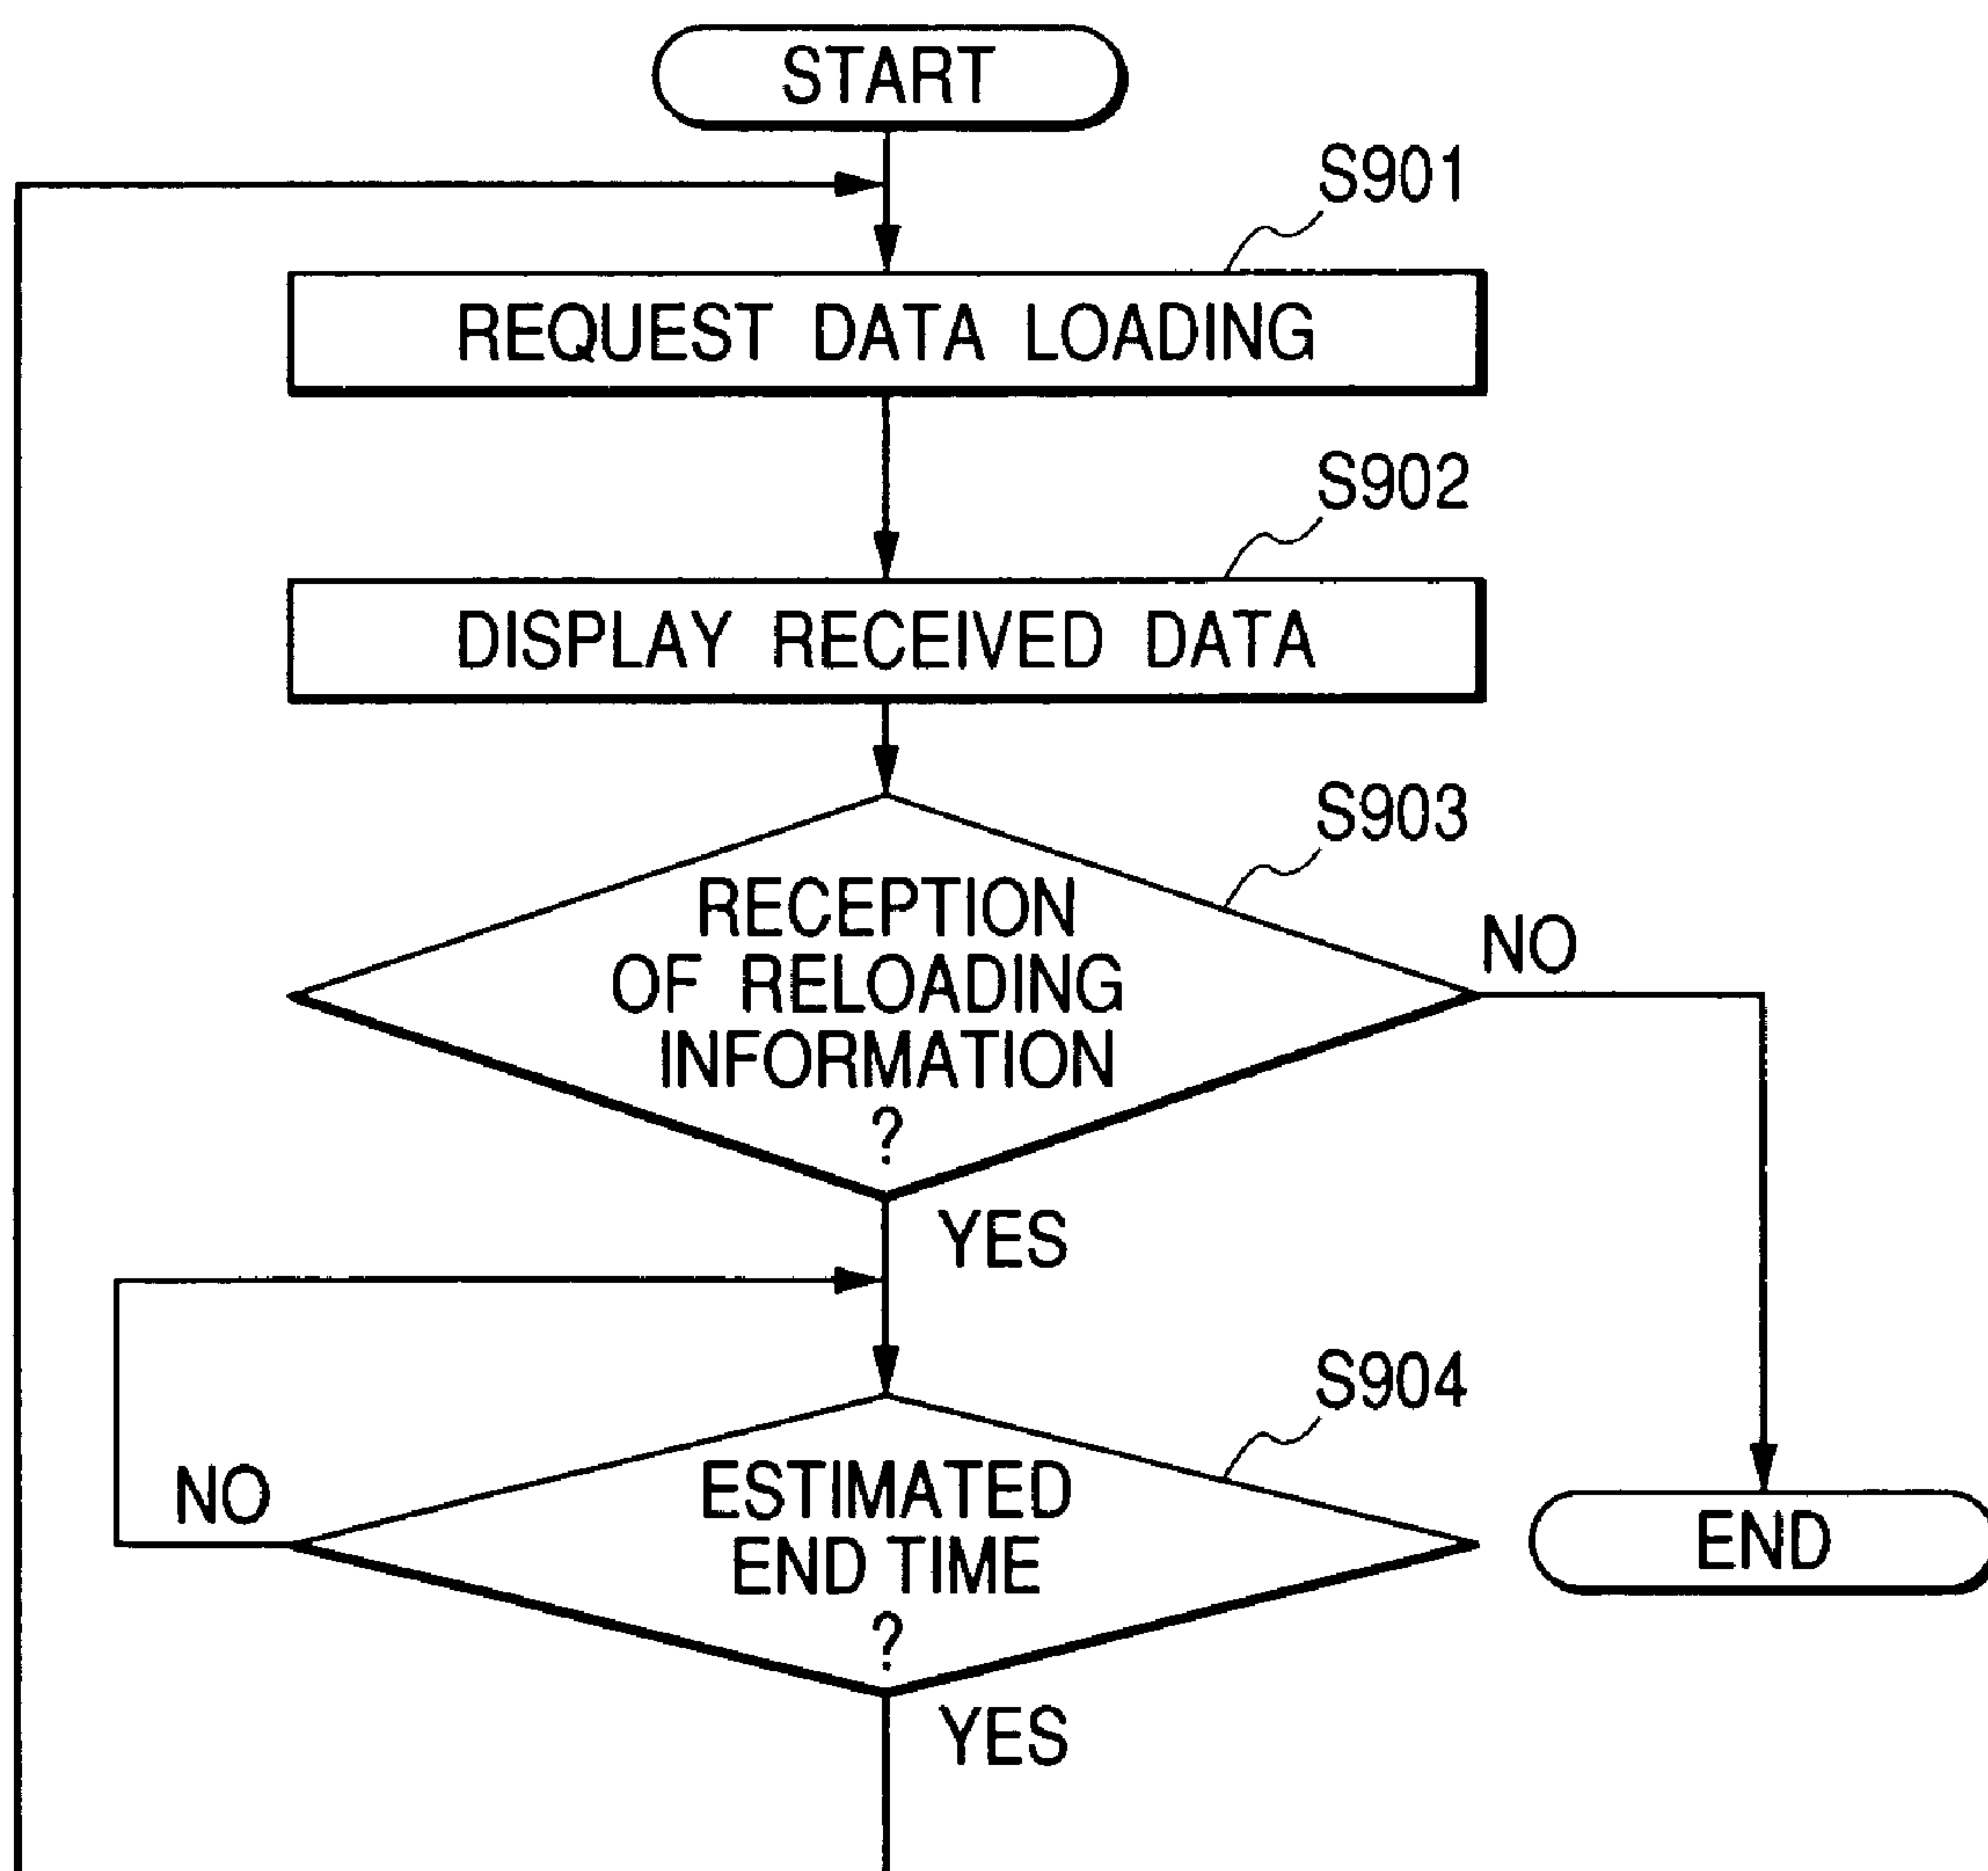 START
S901
REQUEST DATA LOADING
S902
DISPLAY RECEIVED DATA
S903
RECEPTION
OF RELOADING
INFORMATION
?
NO
YES
S904
ESTIMATED
END TIME
?
NO
END
YES